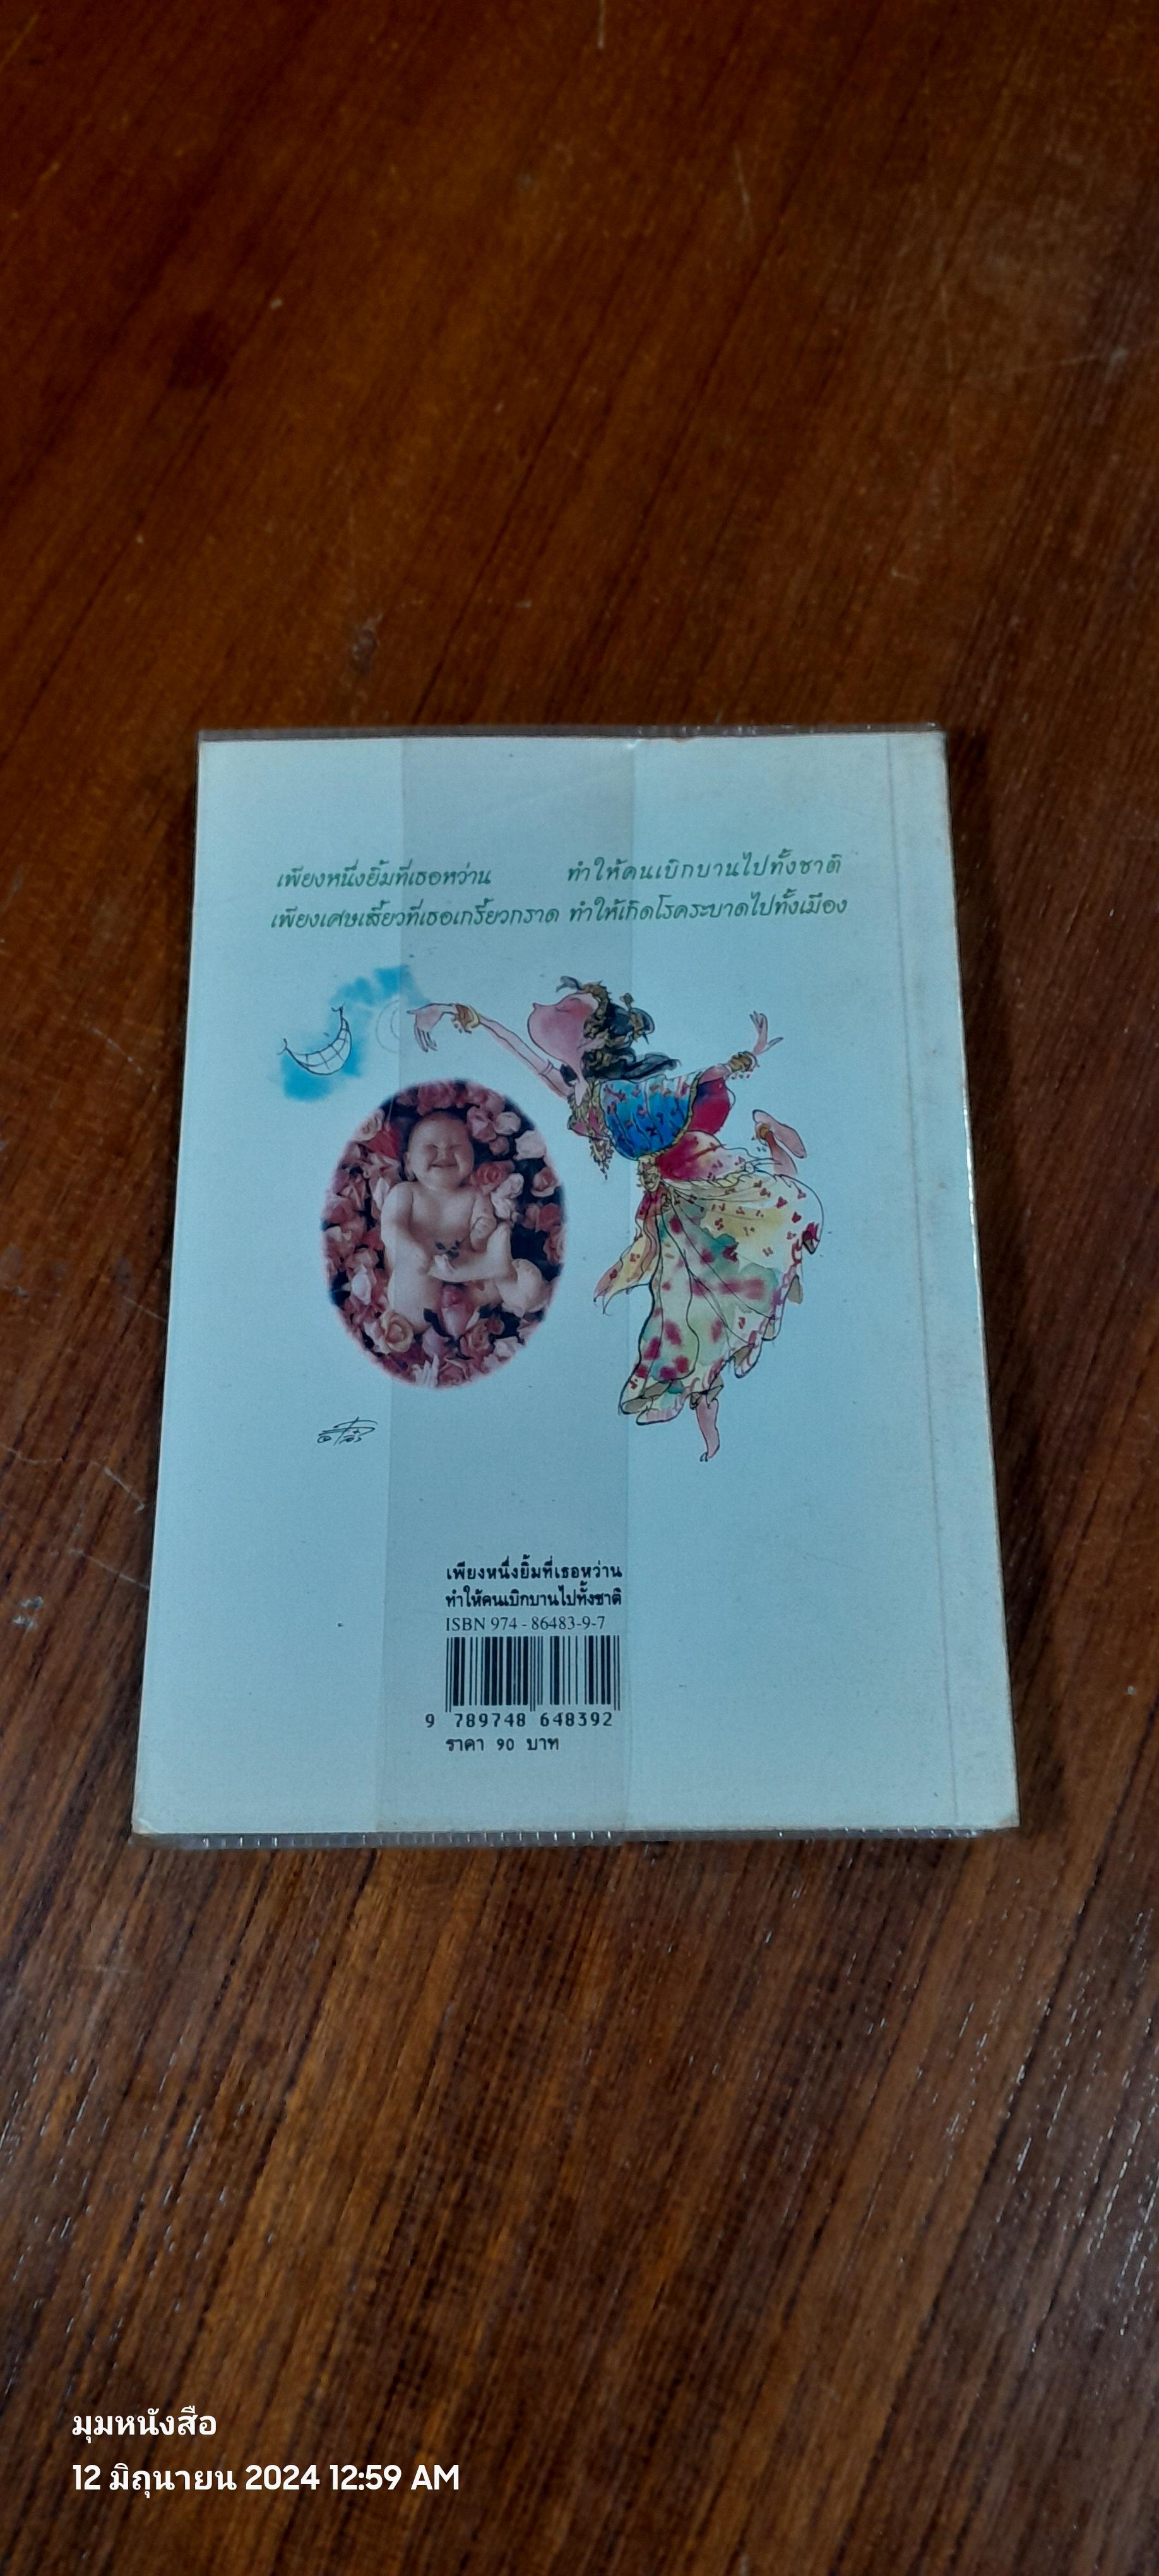 เพียงหนึ่งยิ้มที่เธอหว่าน ทำให้คนเบิกบานไปทั้งชาติ
เพียงเศษเสี้ยวที่เธอเกรี้ยวกราด ทำให้เกิดโรคระบาดไปทั้งเมือง
เพียงหนึ่งยิ้มที่เธอหว่าน
ทำให้คนเบิกบานไปทั้งชาติ
ISBN 974 - 86483-9-7
9 789748 648392
ราคา 90 บาท
มุมหนังสือ
12 มิถุนายน 2024 12:59 AM